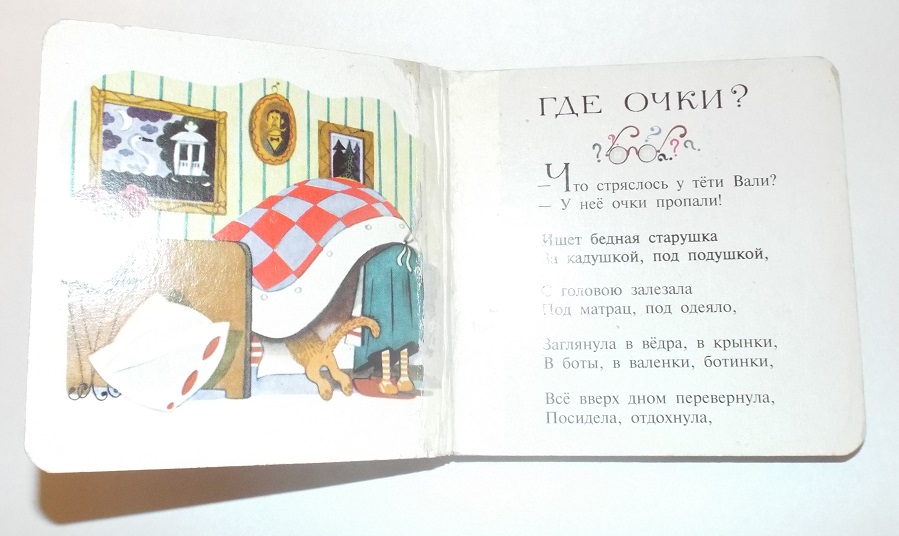 ГДЕ ОЧКИ?
— Что стряслось у тёти Вали?
— У неё очки пропали!
Ищет бедная старушка
За кадушкой, под подушкой,
С головою залезала
Под матрац, под одеяло,
Заглянула в вёдра, в крынки,
В боты, в валенки, ботинки,
Всё вверх дном перевернула,
Посидела, отдохнула,